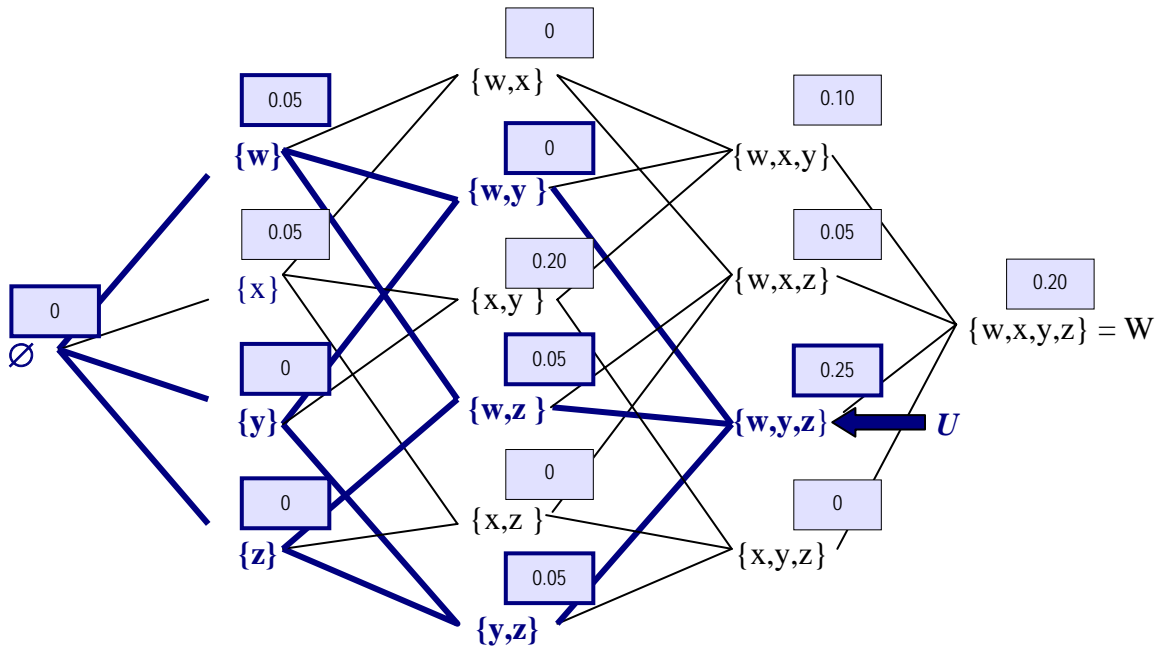 0
∅
0.05
{w}
0.05
{x}
0
{y}
0
{z}
0
{w,x}
0
{w,y }
0.20
{x,y }
0.05
{w,z }
0
{x,z }
0.05
{y,z}
0.10
{w,x,y}
0.05
{w,x,z}
0.25
{w,y,z}
U
0
{x,y,z}
0.20
{w,x,y,z} = W